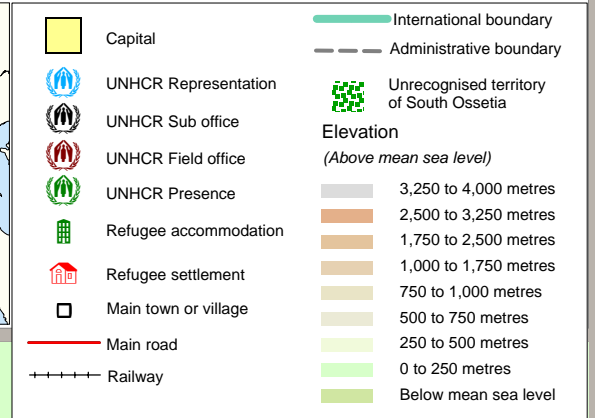 Capital
UNHCR Representation
UNHCR Sub office
UNHCR Field office
UNHCR Presence
Refugee accommodation
Refugee settlement
Main town or village
Main road
Railway
International boundary
Administrative boundary
Unrecognised territory
of South Ossetia
Elevation
(Above mean sea level)
3,250 to 4,000 metres
2,500 to 3,250 metres
1,750 to 2,500 metres
1,000 to 1,750 metres
750 to 1,000 metres
500 to 750 metres
250 to 500 metres
0 to 250 metres
Below mean sea level